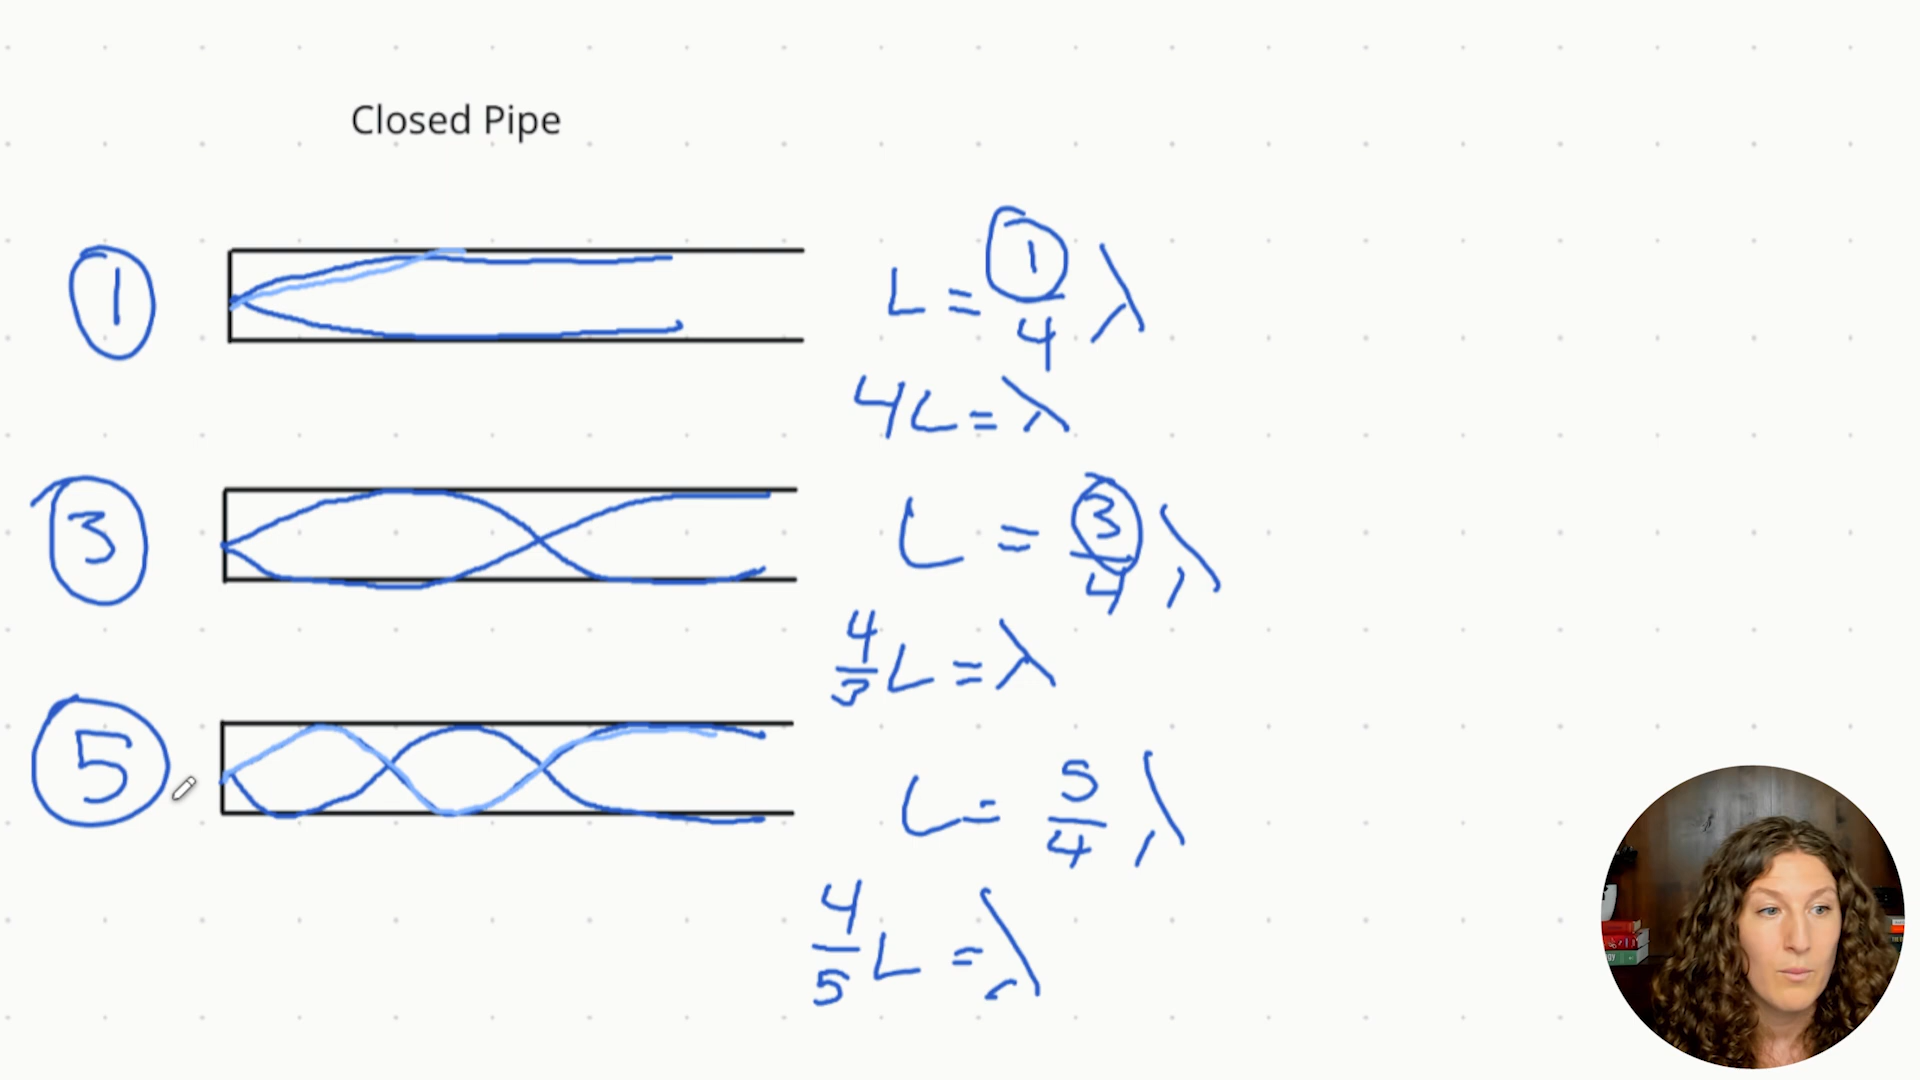 Closed Pipe
1
L = 1/4 λ
4L = λ
3
L = 3/4 λ
4/3 L = λ
5
L = 5/4 λ
4/5 L = λ